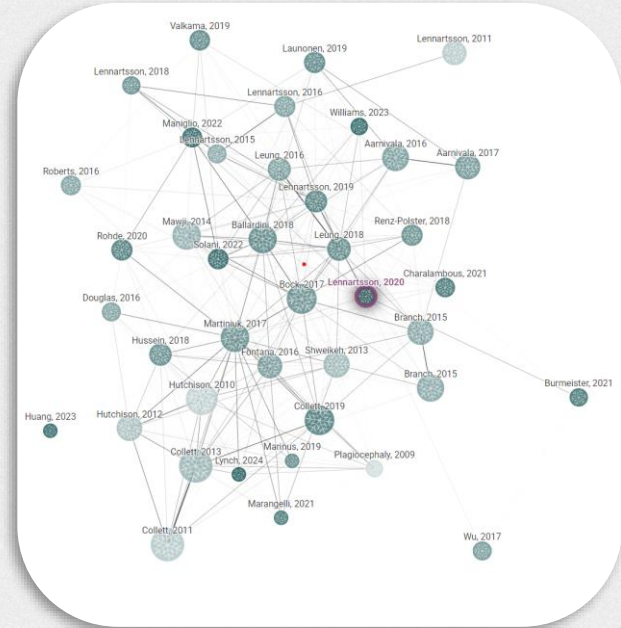 Valkama, 2019
Lennartsson, 2011
Launonen, 2019
Lennartsson, 2018
Lennartsson, 2016
Williams, 2023
Maniglio, 2022
Lennartsson, 2015
Aarnivala, 2016
Aarnivala, 2017
Leung, 2016
Roberts, 2016
Lennartsson, 2019
Mawji, 2014
Ballardini, 2018
Renz-Polster, 2018
Rohde, 2020
Solani, 2022
Leung, 2018
Charalambous, 2021
Bock, 2017
Lennartsson, 2020
Douglas, 2016
Martiniuk, 2017
Branch, 2015
Hussein, 2018
Fontana, 2016
Shweikeh, 2013
Hutchison, 2010
Branch, 2015
Burmeister, 2021
Huang, 2023
Hutchison, 2012
Collett, 2019
Collett, 2013
Lynch, 2024
Marinus, 2019
Plagiocephaly, 2009
Marangelli, 2021
Collett, 2011
Wu, 2017